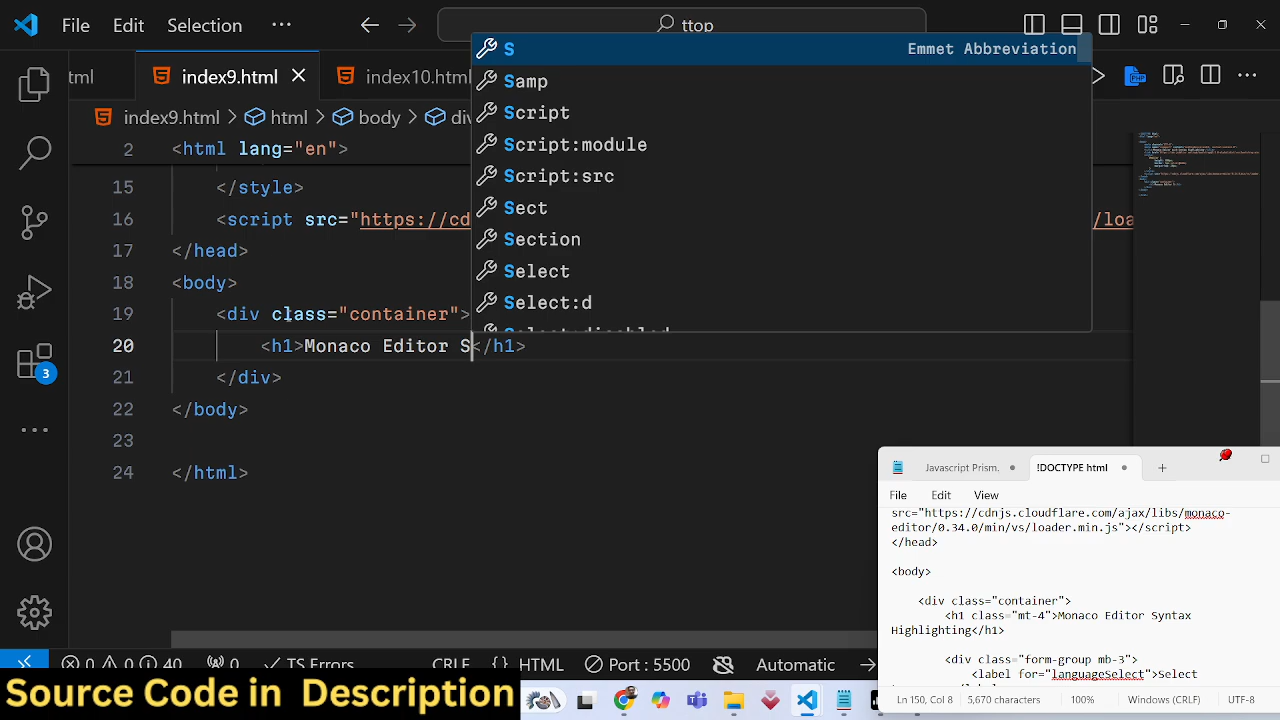 File Edit Selection ··· ttop
tml index9.html index10.htm
index9.html > html > body > div
2 <html lang="en">
15 </style>
16 <script src="https://cd /loa
17 </head>
18 <body>
19 <div class="container">
20 <h1>Monaco Editor S</h1>
21 </div>
22 </body>
23
24 </html>
S Emmet Abbreviation
Samp
Script
Script:module
Script:src
Sect
Section
Select
Select:d
Select:disabled
3
0 0 40 0 TS Errors CRLF {} HTML Port : 5500 Automatic
Javascript Prism. !DOCTYPE html
File Edit View
src="https://cdnjs.cloudflare.com/ajax/libs/monaco-
editor/0.34.0/min/vs/loader.min.js"></script>
</head>
<body>
<div class="container">
<h1 class="mt-4">Monaco Editor Syntax
Highlighting</h1>
<div class="form-group mb-3">
<label for="languageSelect">Select
Ln 150, Col 8 5,670 characters 100% Windows (CRLF) UTF-8
Source Code in Description